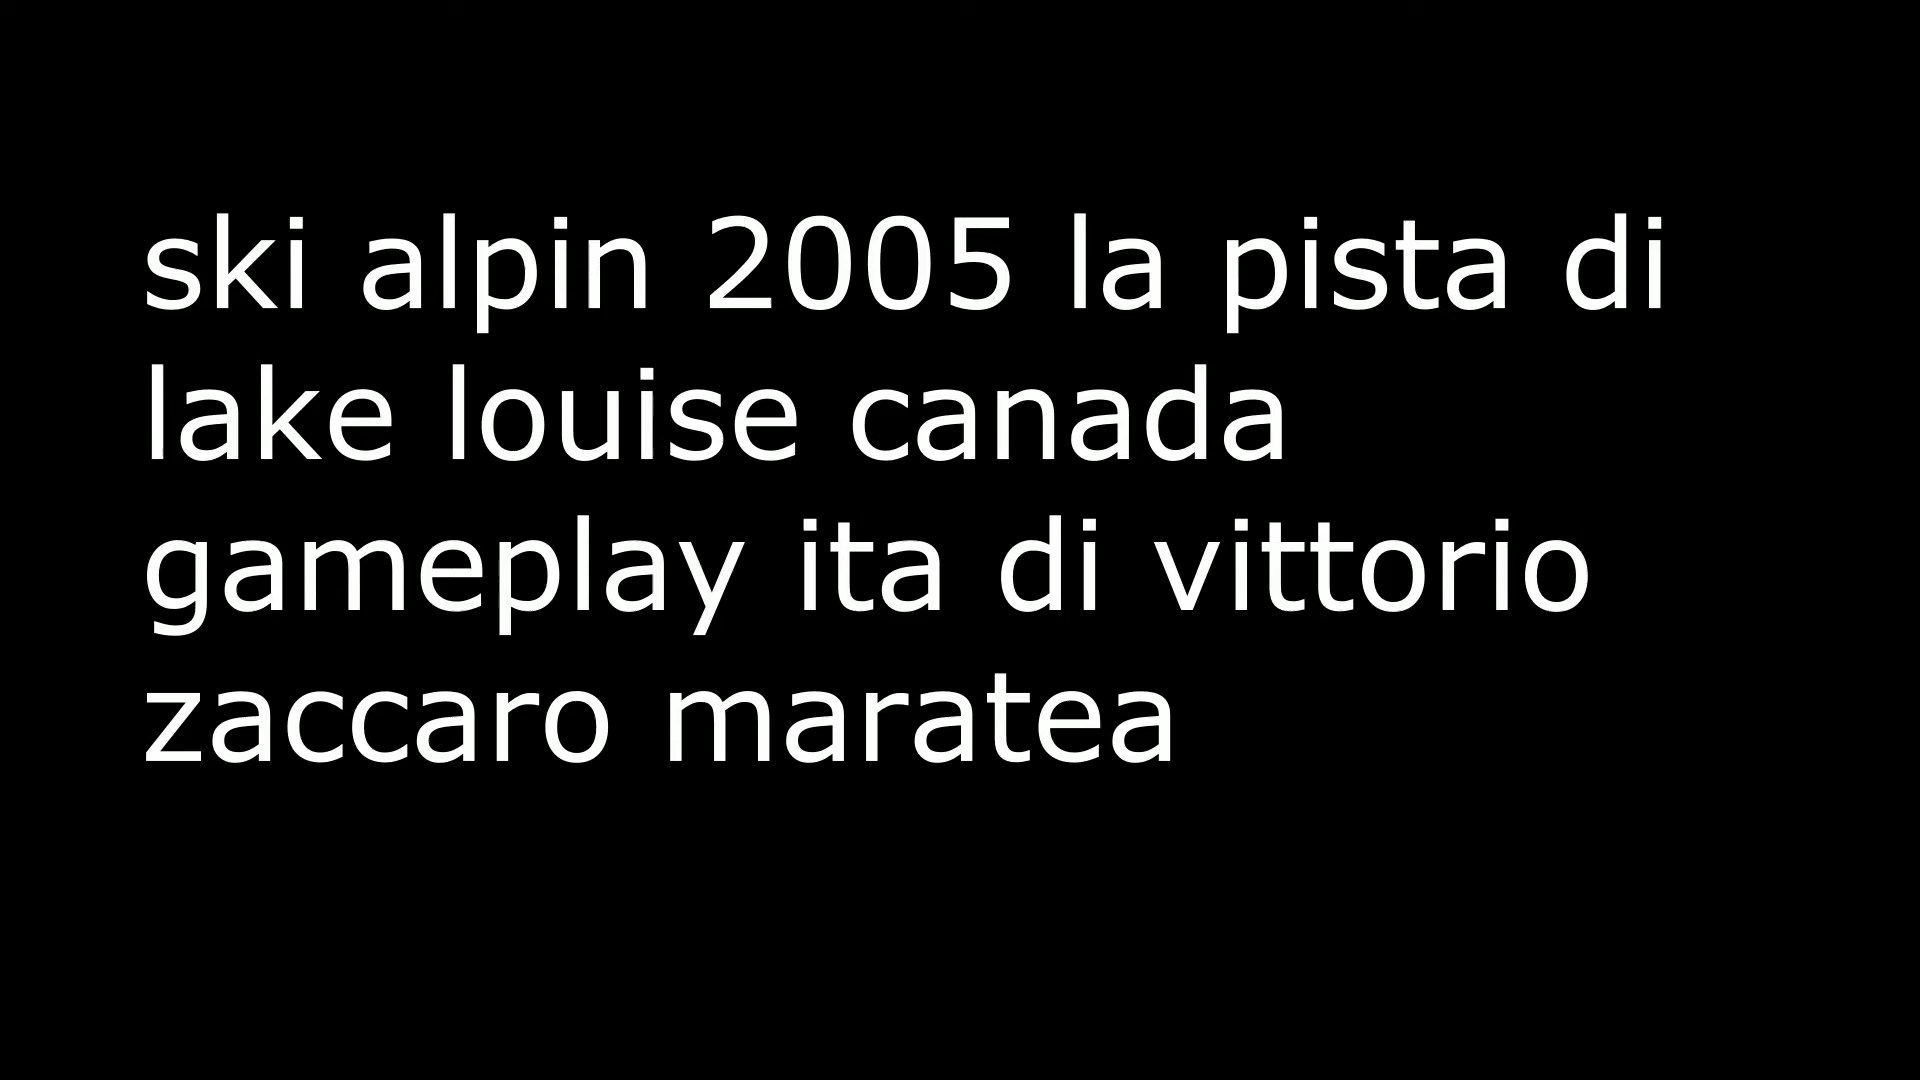 ski alpin 2005 la pista di
lake louise canada
gameplay ita di vittorio
zaccaro maratea